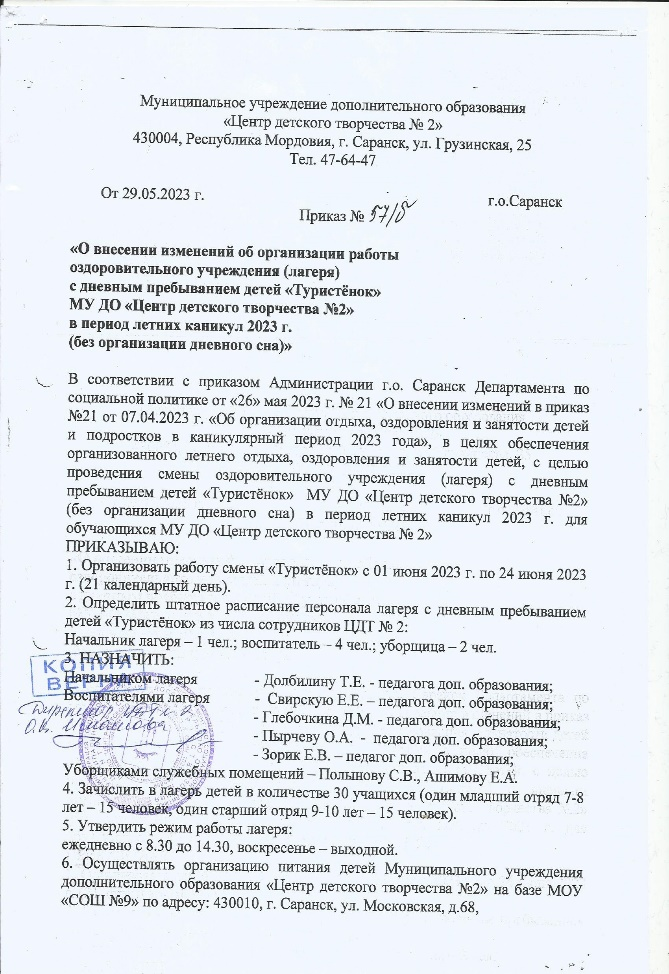 Муниципальное учреждение дополнительного образования
«Центр детского творчества № 2»
430004, Республика Мордовия, г. Саранск, ул. Грузинская, 25
Тел. 47-64-47
От 29.05.2023 г.
г.о.Саранск
Приказ № 57/б
«О внесении изменений об организации работы
оздоровительного учреждения (лагеря)
с дневным пребыванием детей «Туристёнок»
МУ ДО «Центр детского творчества №2»
в период летних каникул 2023 г.
(без организации дневного сна)»
В соответствии с приказом Администрации г.о. Саранск Департамента по
социальной политике от «26» мая 2023 г. № 21 «О внесении изменений в приказ
№21 от 07.04.2023 г. «Об организации отдыха, оздоровления и занятости детей
и подростков в каникулярный период 2023 года», в целях обеспечения
организованного летнего отдыха, оздоровления и занятости детей, с целью
проведения смены оздоровительного учреждения (лагеря) с дневным
пребыванием детей «Туристёнок» МУ ДО «Центр детского творчества №2»
(без организации дневного сна) в период летних каникул 2023 г. для
обучающихся МУ ДО «Центр детского творчества № 2»
ПРИКАЗЫВАЮ:
1. Организовать работу смены «Туристёнок» с 01 июня 2023 г. по 24 июня 2023
г. (21 календарный день).
2. Определить штатное расписание персонала лагеря с дневным пребыванием
детей «Туристёнок» из числа сотрудников ЦДТ № 2:
Начальник лагеря – 1 чел.; воспитатель - 4 чел.; уборщица – 2 чел.
3. НАЗНАЧИТЬ:
КОПИЯ
ВЕРНА
Начальником лагеря - Долбилину Т.Е. - педагога доп. образования;
Воспитателями лагеря - Свирскую Е.Е. – педагога доп. образования;
Директор
- Глебочкина Д.М. - педагога доп. образования;
- Пырчеву О.А. - педагога доп. образования;
- Зорик Е.В. – педагог доп. образования;
Уборщиками служебных помещений – Полынову С.В., Ашимову Е.А.
4. Зачислить в лагерь детей в количестве 30 учащихся (один младший отряд 7-8
лет – 15 человек, один старший отряд 9-10 лет – 15 человек).
5. Утвердить режим работы лагеря:
ежедневно с 8.30 до 14.30, воскресенье – выходной.
6. Осуществлять организацию питания детей Муниципального учреждения
дополнительного образования «Центр детского творчества №2» на базе МОУ
«СОШ №9» по адресу: 430010, г. Саранск, ул. Московская, д.68,